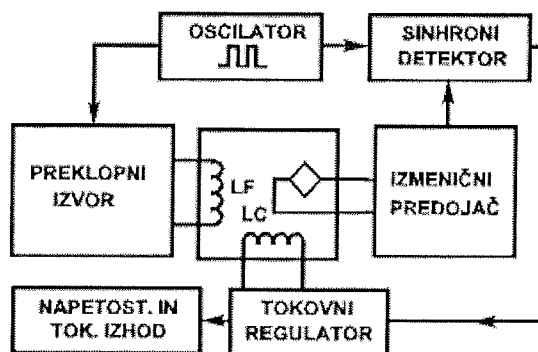 OSCILATOR
SINHRONI
DETEKTOR
PREKLOPNI
IZVOR
LF
LC
IZMENIČNI
PREDOJAČ
NAPETOST. IN
TOK. IZHOD
TOKOVNI
REGULATOR